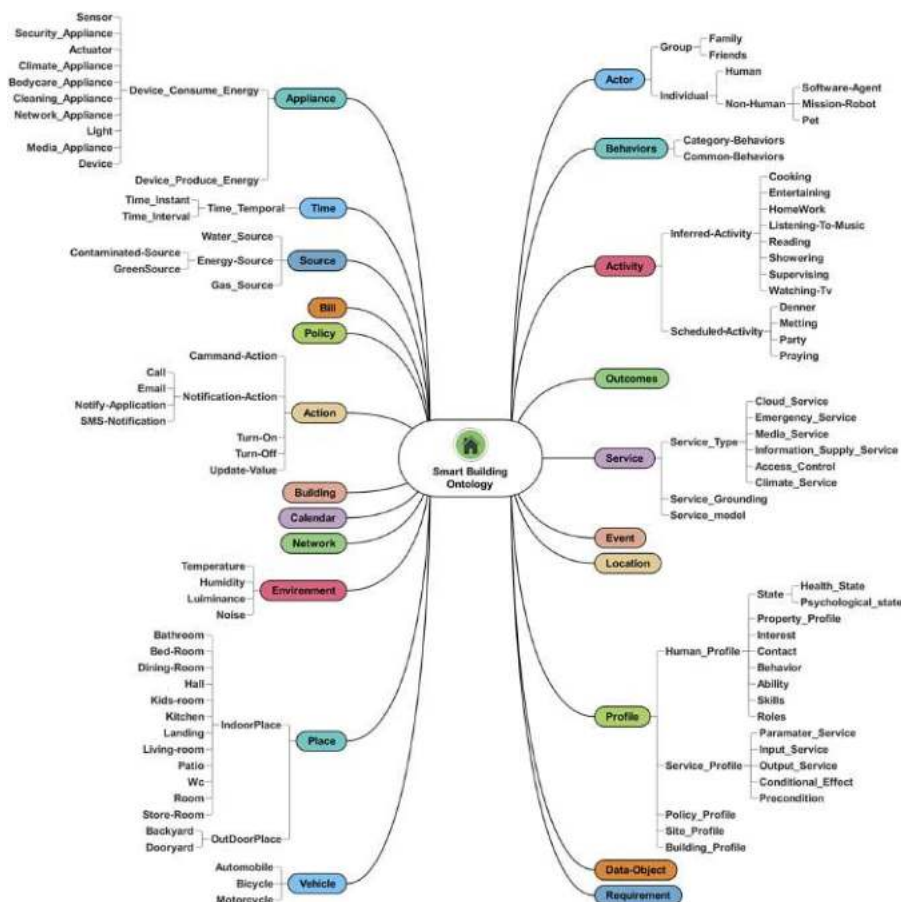 Sensor
Security_Appliance
Actuator
Climate_Appliance
Bodycare_Appliance
Cleaning_Appliance
Network_Appliance
Light
Media_Appliance
Device
Device_Consume_Energy
Device_Produce_Energy
Appliance
Time_Instant
Time_Interval
Time_Temporal
Time
Water_Source
Contaminated-Source
GreenSource
Energy-Source
Gas_Source
Source
Bill
Policy
Cammand-Action
Call
Email
Notify-Application
SMS-Notification
Notification-Action
Turn-On
Turn-Off
Update-Value
Action
Building
Calendar
Network
Temperature
Humidity
Luiminance
Noise
Environment
Bathroom
Bed-Room
Dining-Room
Hall
Kids-room
Kitchen
Landing
Living-room
Patio
Wc
Room
Store-Room
IndoorPlace
Backyard
Dooryard
OutDoorPlace
Place
Automobile
Bicycle
Motorcycle
Vehicle
Smart Building
Ontology
Actor
Group
Family
Friends
Individual
Human
Non-Human
Software-Agent
Mission-Robot
Pet
Behaviors
Category-Behaviors
Common-Behaviors
Activity
Inferred-Activity
Cooking
Entertaining
HomeWork
Listening-To-Music
Reading
Showering
Supervising
Watching-Tv
Scheduled-Activity
Denner
Metting
Party
Praying
Outcomes
Service
Service_Type
Cloud_Service
Emergency_Service
Media_Service
Information_Supply_Service
Access_Control
Climate_Service
Service_Grounding
Service_model
Event
Location
Profile
Human_Profile
State
Health_State
Psychological_state
Property_Profile
Interest
Contact
Behavior
Ability
Skills
Roles
Service_Profile
Paramater_Service
Input_Service
Output_Service
Conditional_Effect
Precondition
Policy_Profile
Site_Profile
Building_Profile
Data-Object
Requirement